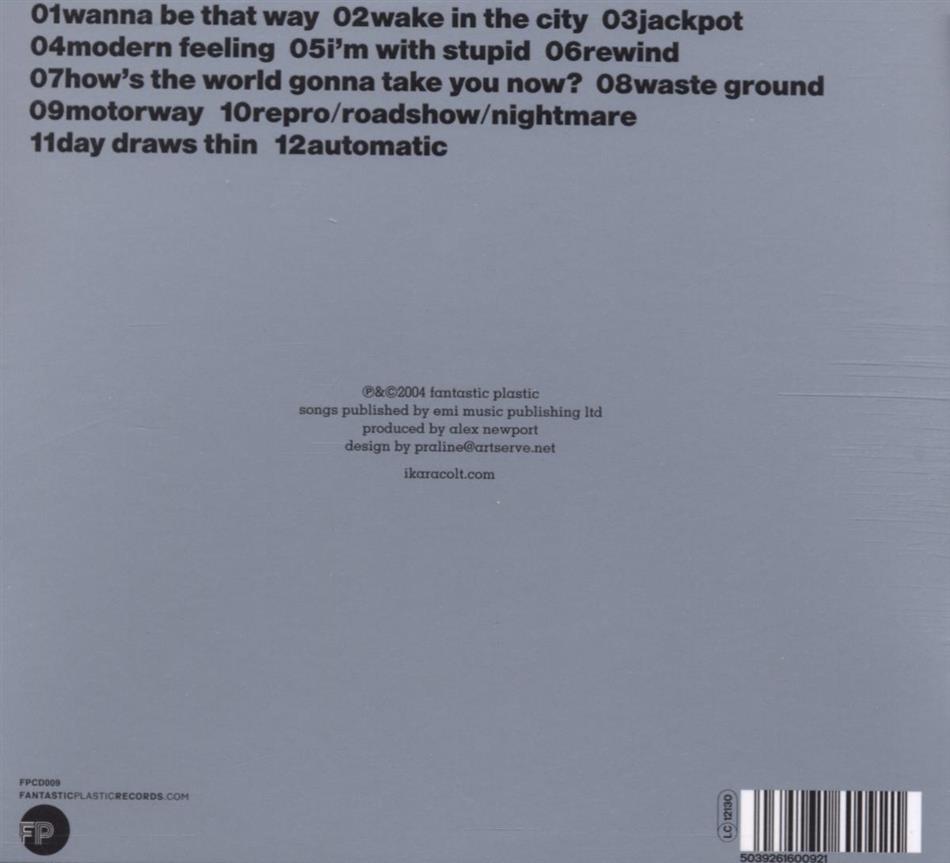 01wanna be that way 02wake in the city 03jackpot
04modern feeling 05i'm with stupid 06rewind
07how's the world gonna take you now? 08waste ground
09motorway 10repro/roadshow/nightmare
11day draws thin 12automatic
℗&©2004 fantastic plastic
songs published by emi music publishing ltd
produced by alex newport
design by praline@artserve.net
ikaracolt.com
FPCD009
FANTASTICPLASTICRECORDS.COM
FP
LC 12130
5039261600921